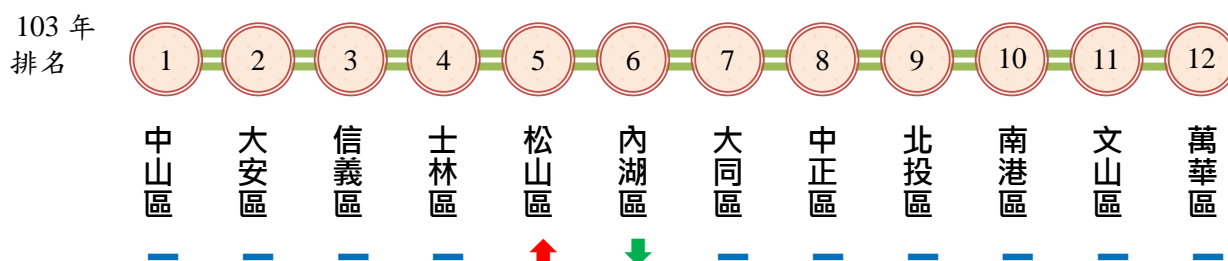 103 年
排名
1 2 3 4 5 6 7 8 9 10 11 12
中山區
大安區
信義區
士林區
松山區
內湖區
大同區
中正區
北投區
南港區
文山區
萬華區